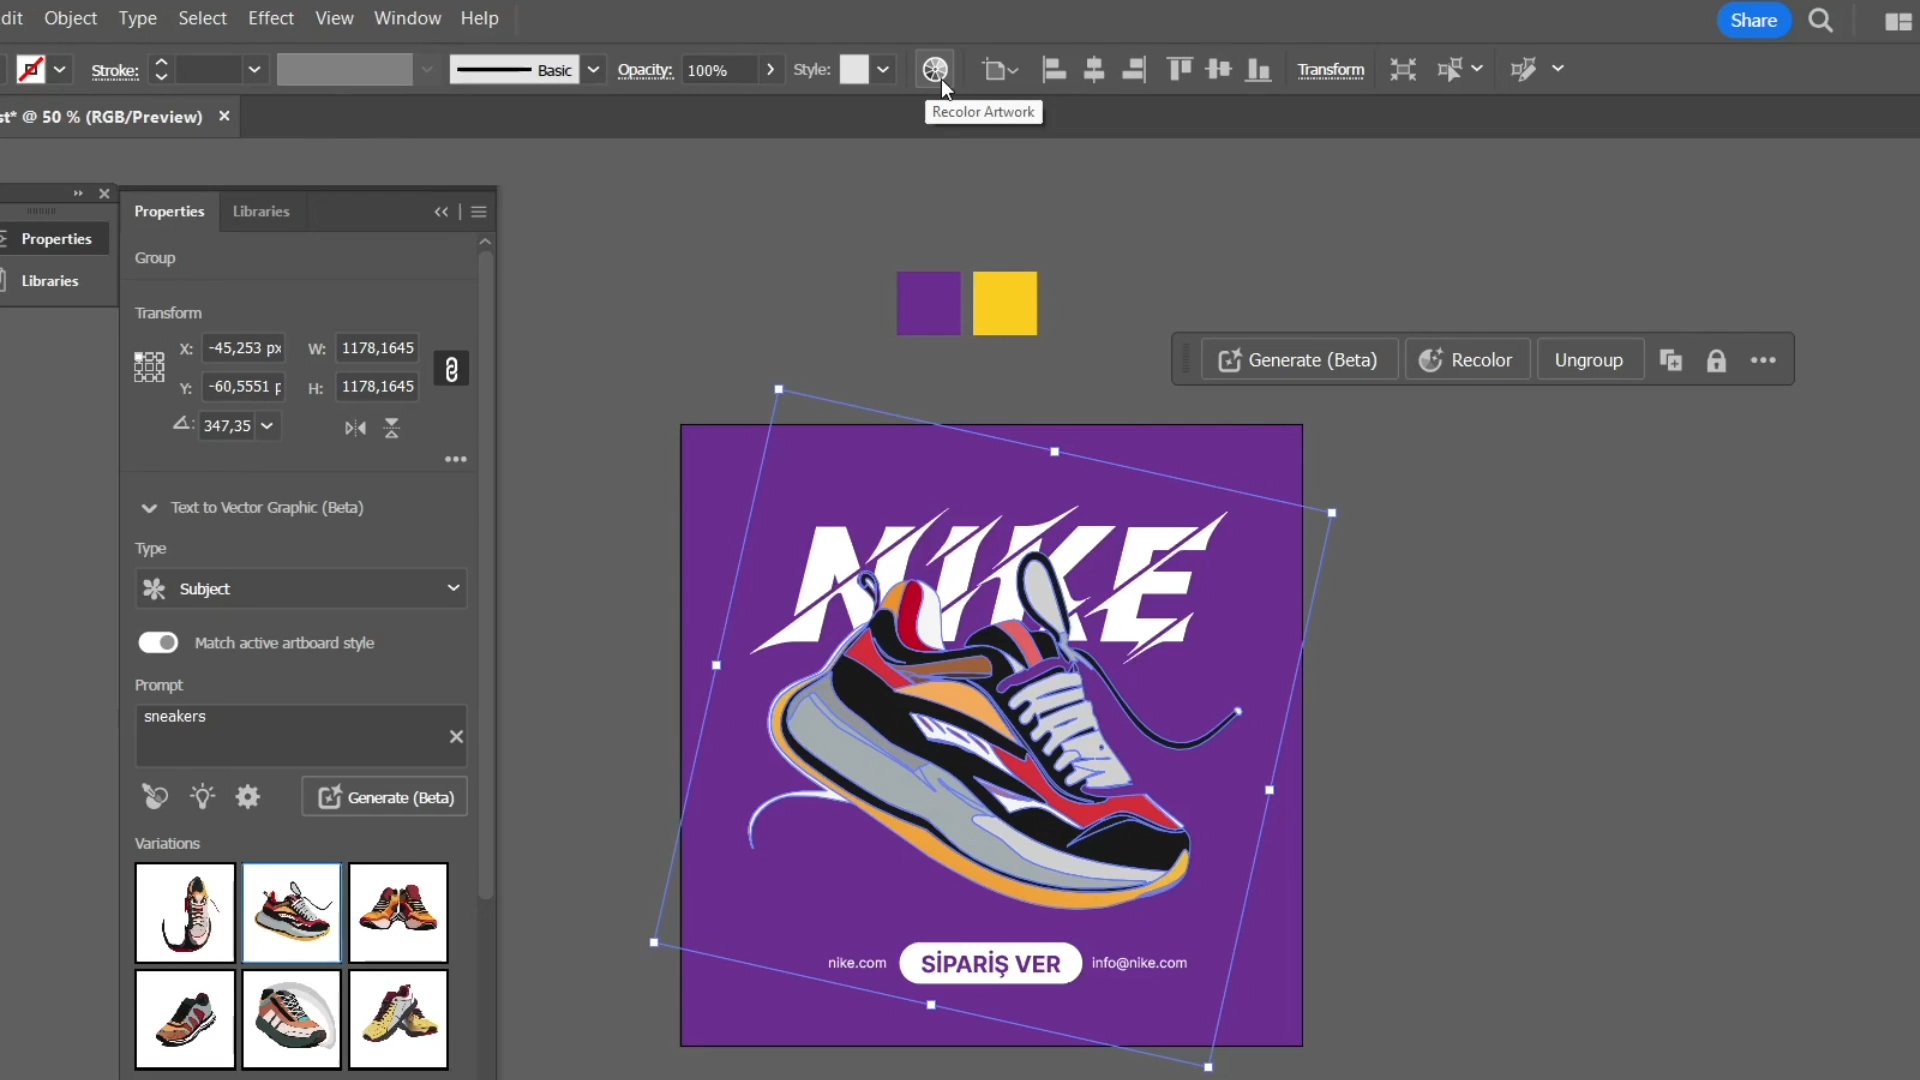 dit Object Type Select Effect View Window Help Share
Stroke: Basic Opacity: 100% Style: Transform
st* @ 50 % (RGB/Preview)
Recolor Artwork
Properties Libraries
Properties
Libraries
Group
Transform
X: -45,253 px W: 1178,1645
Y: -60,5551 p H: 1178,1645
347,35
Text to Vector Graphic (Beta)
Type
Subject
Match active artboard style
Prompt
sneakers
Generate (Beta)
Variations
Generate (Beta) Recolor Ungroup
NIKE
nike.com SİPARİŞ VER info@nike.com